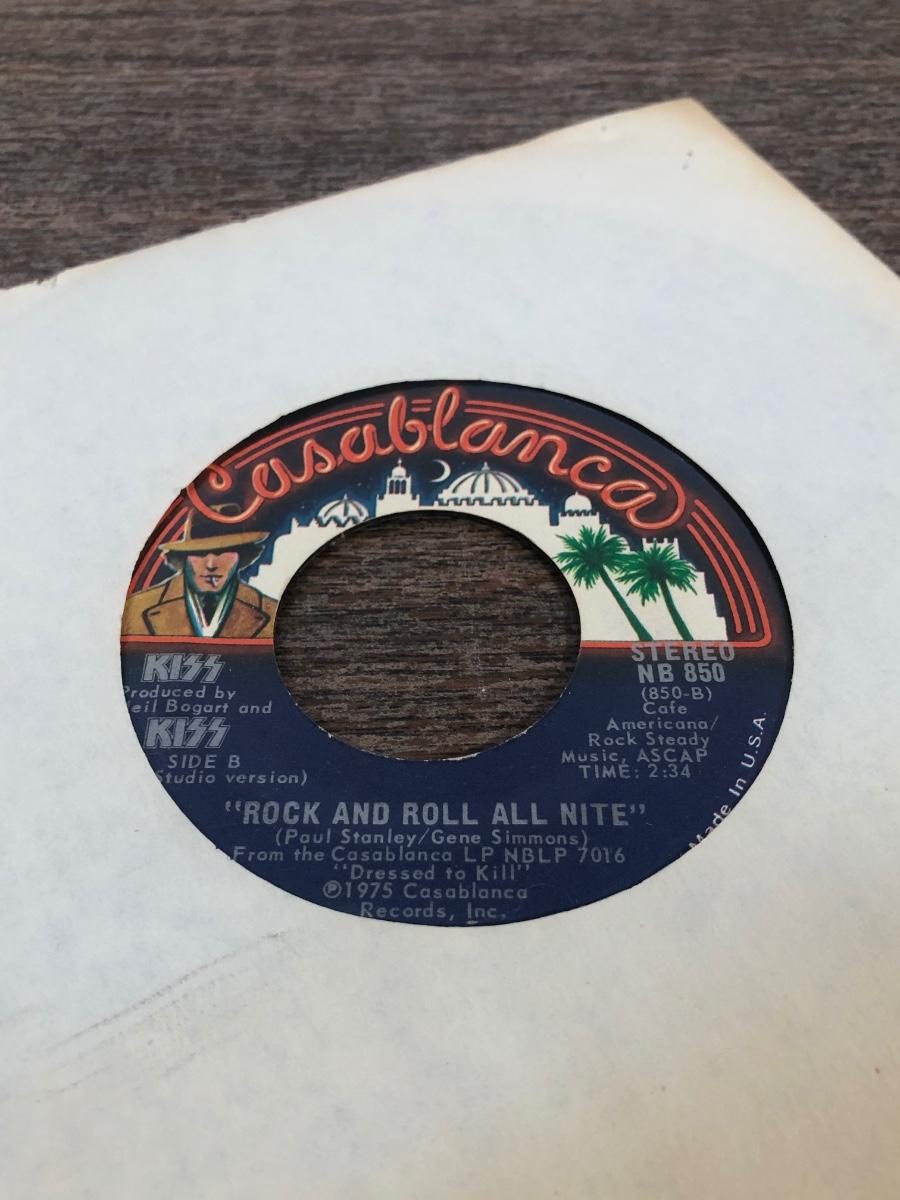 Casablanca
KISS
Produced by
Neil Bogart and
KISS
SIDE B
(Studio version)
STEREO
NB 850
(850-B)
Cafe
Americana/
Rock Steady
Music, ASCAP
TIME: 2:34
Made In U.S.A.
"ROCK AND ROLL ALL NITE"
(Paul Stanley/Gene Simmons)
From the Casablanca LP NBLP 7016
"Dressed to Kill"
℗1975 Casablanca
Records, Inc.